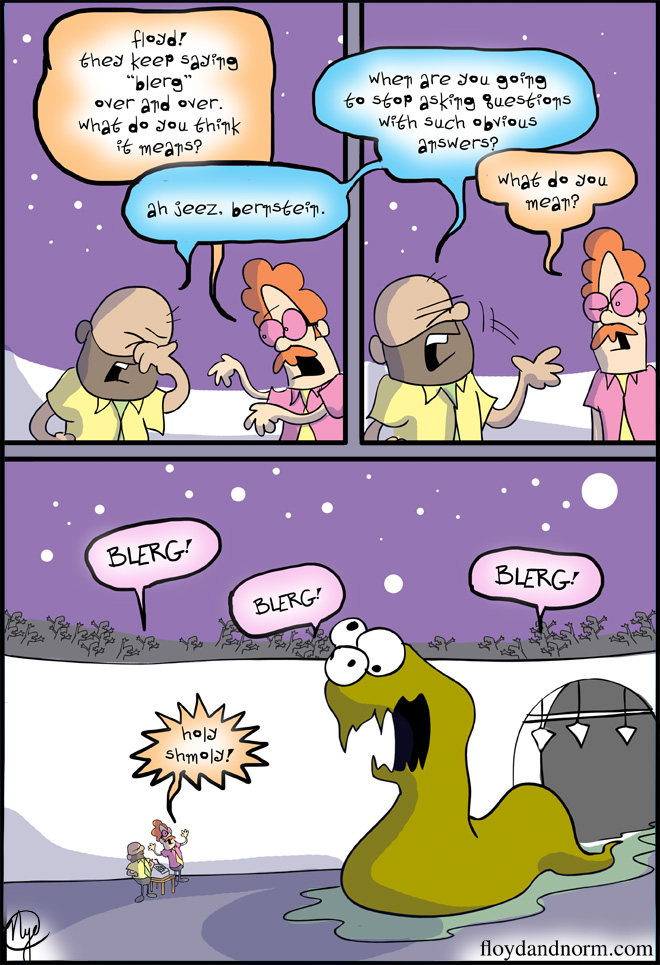 floyd!
they keep saying
"blerg"
over and over.
what do you think
it means?
ah jeez, bernstein.
when are you going
to stop asking questions
with such obvious
answers?
what do you
mean?
BLERG!
BLERG!
BLERG!
holy
shmoly!
Nye
floydandnorm.com